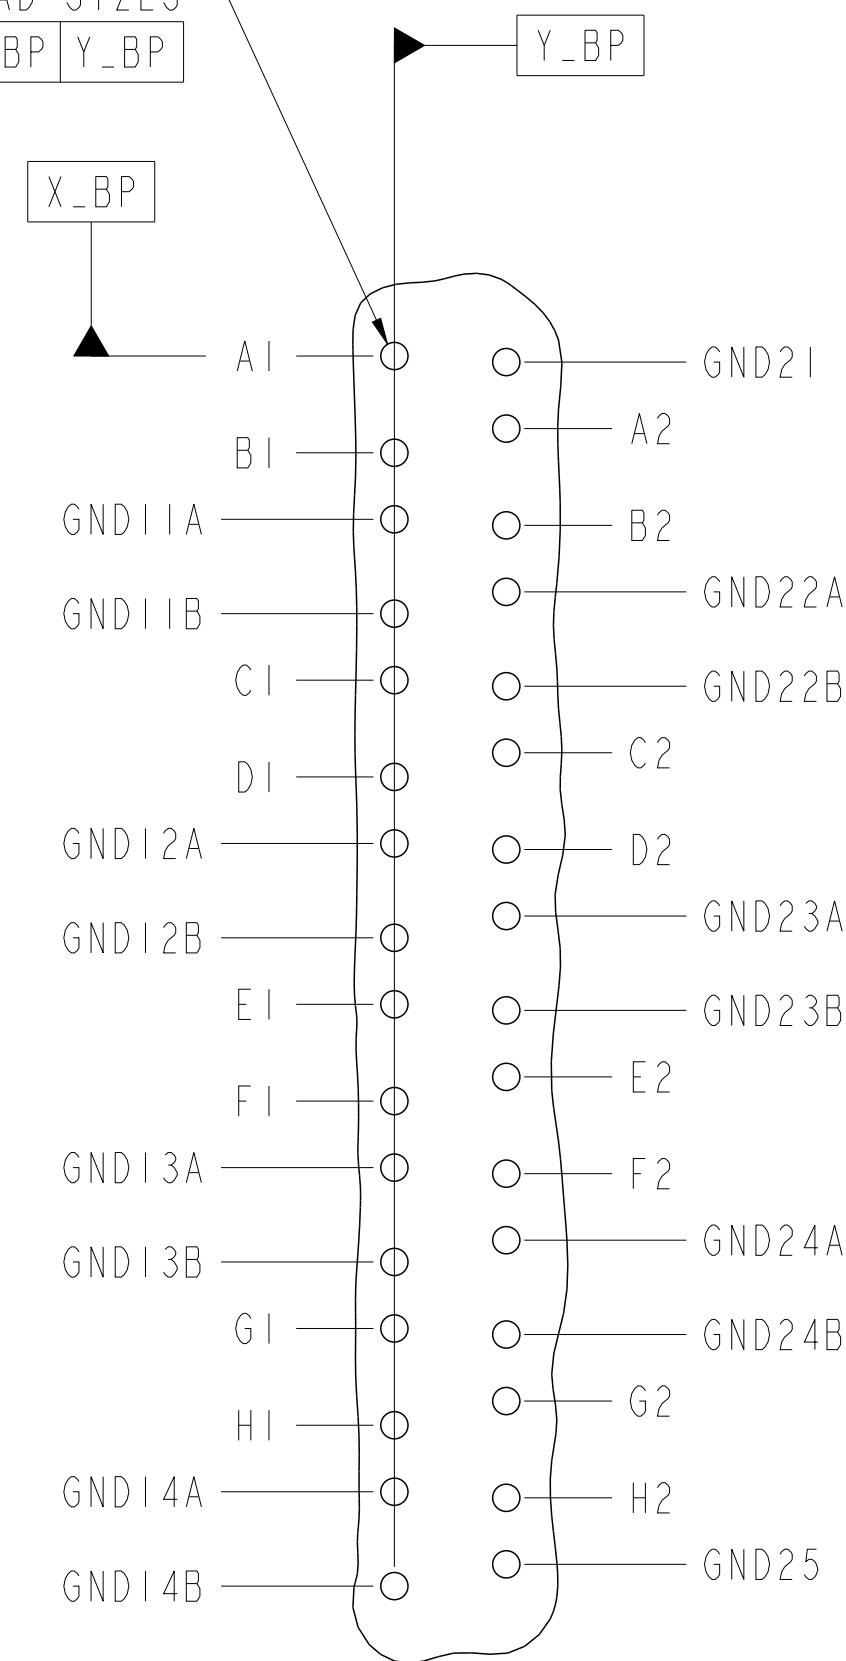 Y_BP
BP Y_BP
X_BP
A1 GND21
A2
B1
GND11A B2
GND22A
GND11B
C1 GND22B
C2
D1
GND12A D2
GND23A
GND12B
E1 GND23B
E2
F1
GND13A F2
GND24A
GND13B
G1 GND24B
G2
H1
GND14A H2
GND25
GND14B